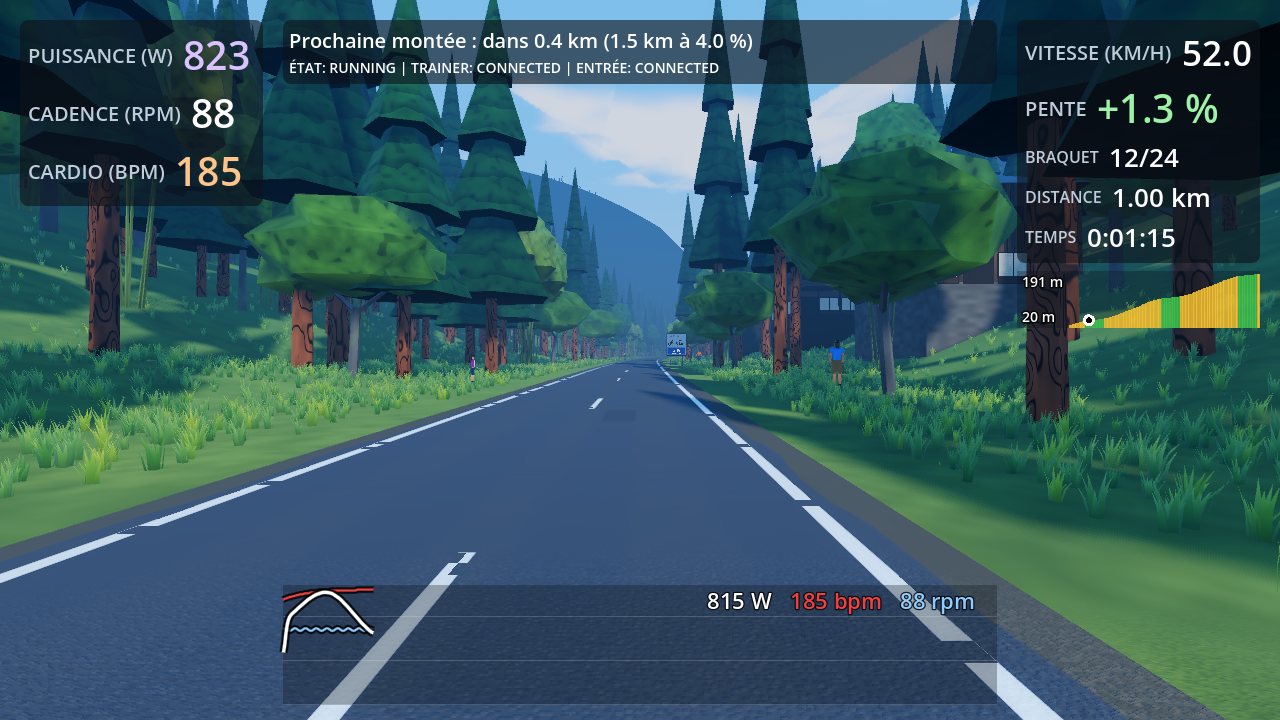 PUISSANCE (W) 823
CADENCE (RPM) 88
CARDIO (BPM) 185
Prochaine montée : dans 0.4 km (1.5 km à 4.0 %)
ÉTAT: RUNNING | TRAINER: CONNECTED | ENTRÉE: CONNECTED
VITESSE (KM/H) 52.0
PENTE +1.3 %
BRAQUET 12/24
DISTANCE 1.00 km
TEMPS 0:01:15
191 m
20 m
815 W 185 bpm 88 rpm